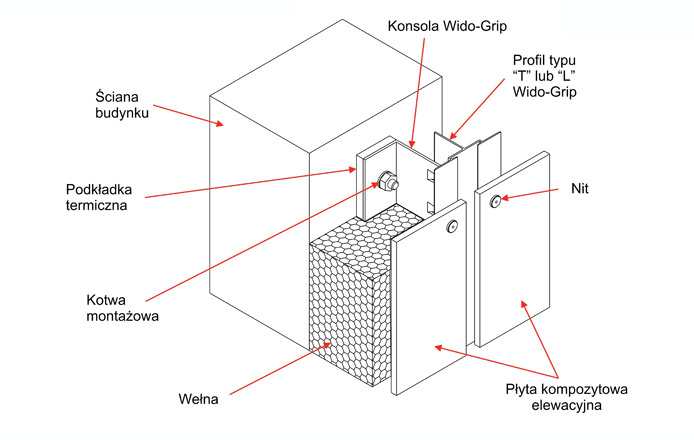 Konsola Wido-Grip
Profil typu
“T” lub “L”
Wido-Grip
Ściana
budynku
Podkładka
termiczna
Nit
Kotwa
montażowa
Wełna
Płyta kompozytowa
elewacyjna